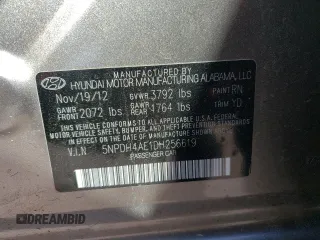 MANUFACTURED BY
HYUNDAI MOTOR MANUFACTURING ALABAMA, LLC
Nov/19/12 GVWR 3792 lbs PAINT RN
GAWR FRONT 2072 lbs GAWR REAR 1764 lbs TRIM YD
THIS VEHICLE CONFORMS TO ALL APPLICABLE
U.S.A. FEDERAL MOTOR VEHICLE SAFETY, BUMPER,
AND THEFT PREVENTION STANDARDS IN EFFECT
ON THE DATE OF MANUFACTURE SHOWN ABOVE.
V.I.N 5NPDH4AE1DH256619
(PASSENGER CAR)
©DREAMBID